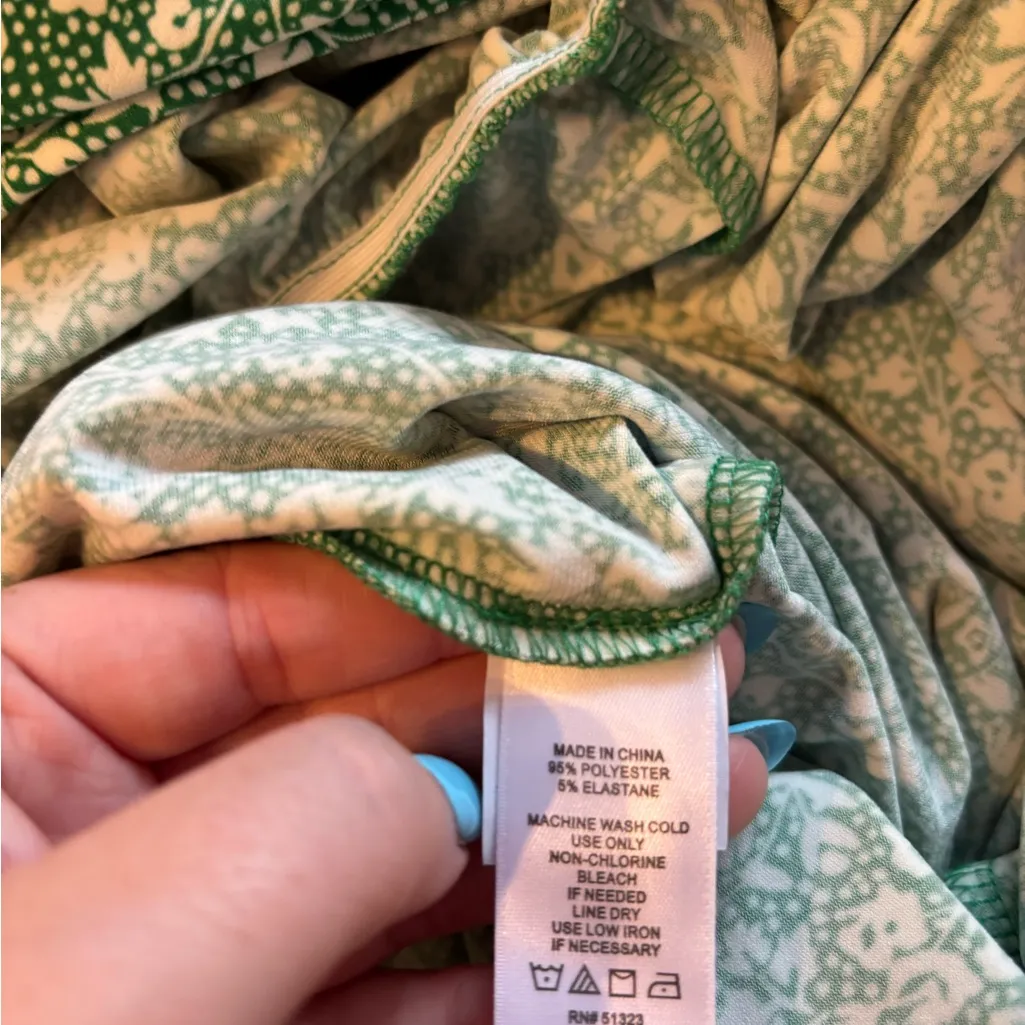 MADE IN CHINA
95% POLYESTER
5% ELASTANE
MACHINE WASH COLD
USE ONLY
NON-CHLORINE
BLEACH
IF NEEDED
LINE DRY
USE LOW IRON
IF NECESSARY
RN# 51323